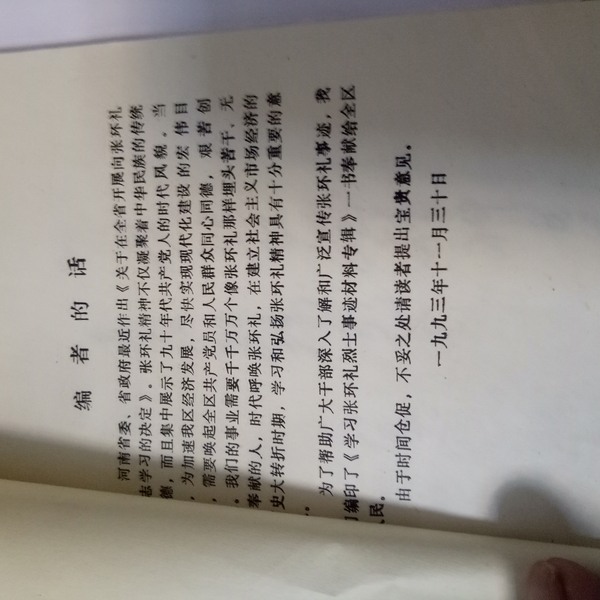 编者的话
河南省委、省政府最近作出《关于在全省开展向张环礼
志学习的决定》。张环礼精神不仅凝聚着中华民族的传统
德，而且集中展示了九十年代共产党人的时代风貌。当
，为加速我区经济发展，尽快实现现代化建设的宏伟目
，需要唤起全区共产党员和人民群众同心同德，艰苦创
。我们的事业需要千千万万个像张环礼那样埋头苦干、无
奉献的人，时代呼唤张环礼，在建立社会主义市场经济的
史大转折时期，学习和弘扬张环礼精神具有十分重要的意
。
为了帮助广大干部深入了解和广泛宣传张环礼事迹，我
们编印了《学习张环礼烈士事迹材料专辑》一书奉献给全区
人民。
由于时间仓促，不妥之处请读者提出宝贵意见。
一九九三年十一月三十日